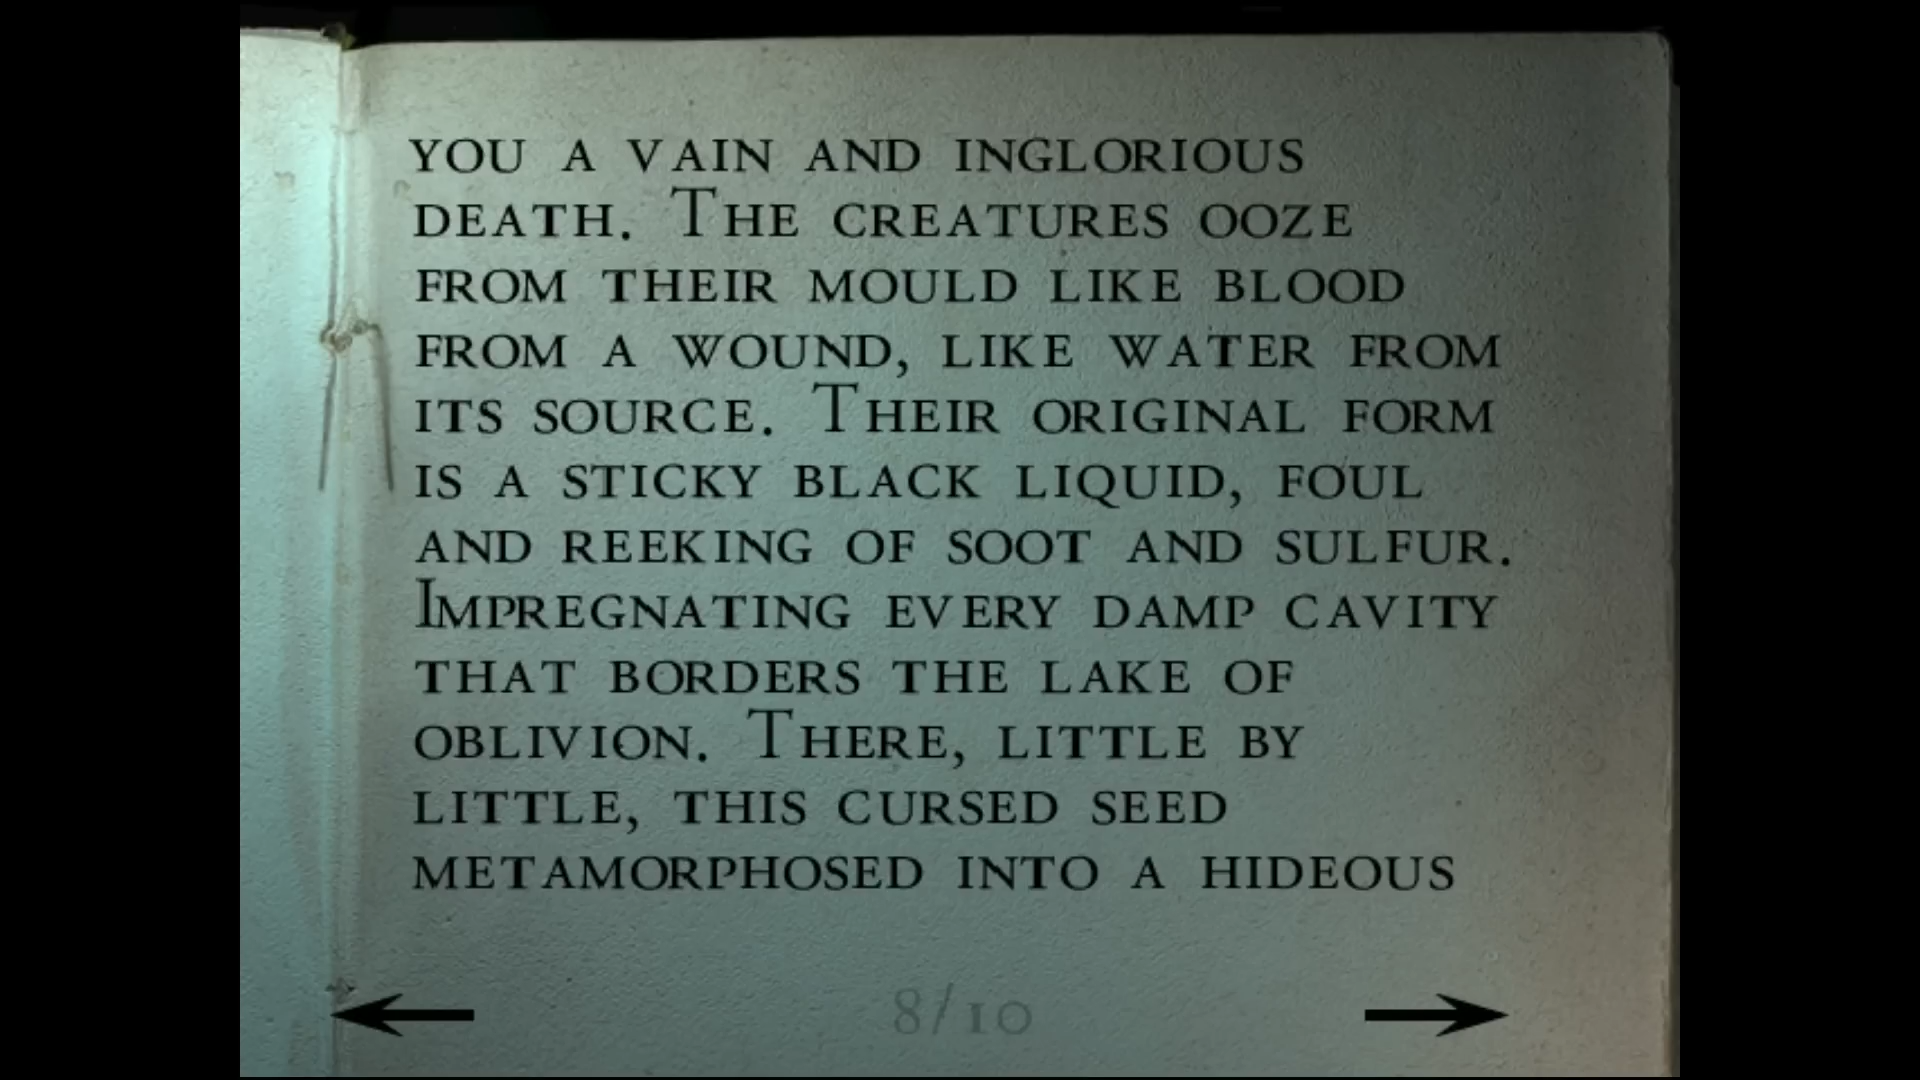 YOU A VAIN AND INGLORIOUS
DEATH. THE CREATURES OOZE
FROM THEIR MOULD LIKE BLOOD
FROM A WOUND, LIKE WATER FROM
ITS SOURCE. THEIR ORIGINAL FORM
IS A STICKY BLACK LIQUID, FOUL
AND REEKING OF SOOT AND SULFUR.
IMPREGNATING EVERY DAMP CAVITY
THAT BORDERS THE LAKE OF
OBLIVION. THERE, LITTLE BY
LITTLE, THIS CURSED SEED
METAMORPHOSED INTO A HIDEOUS
8/10